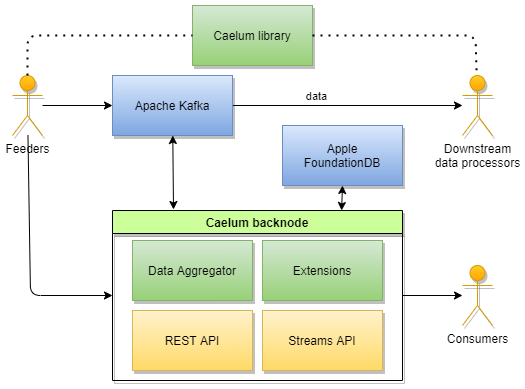 Caelum library
Apache Kafka
data
Feeders
Apple
FoundationDB
Downstream
data processors
Caelum backnode
Data Aggregator
Extensions
REST API
Streams API
Consumers